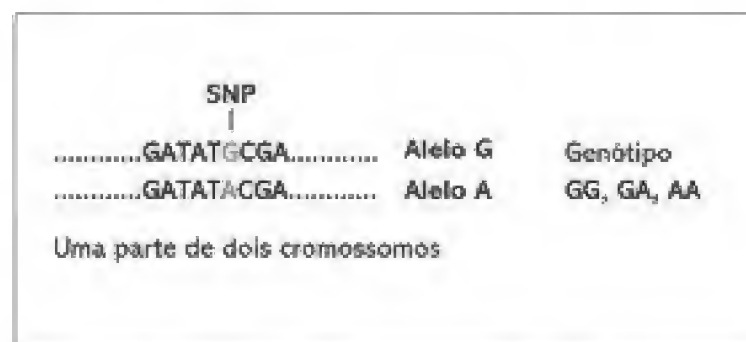 SNP
............GATATGCGA............ Alelo G Genótipo
............GATATACGA............ Alelo A GG, GA, AA
Uma parte de dois cromossomos